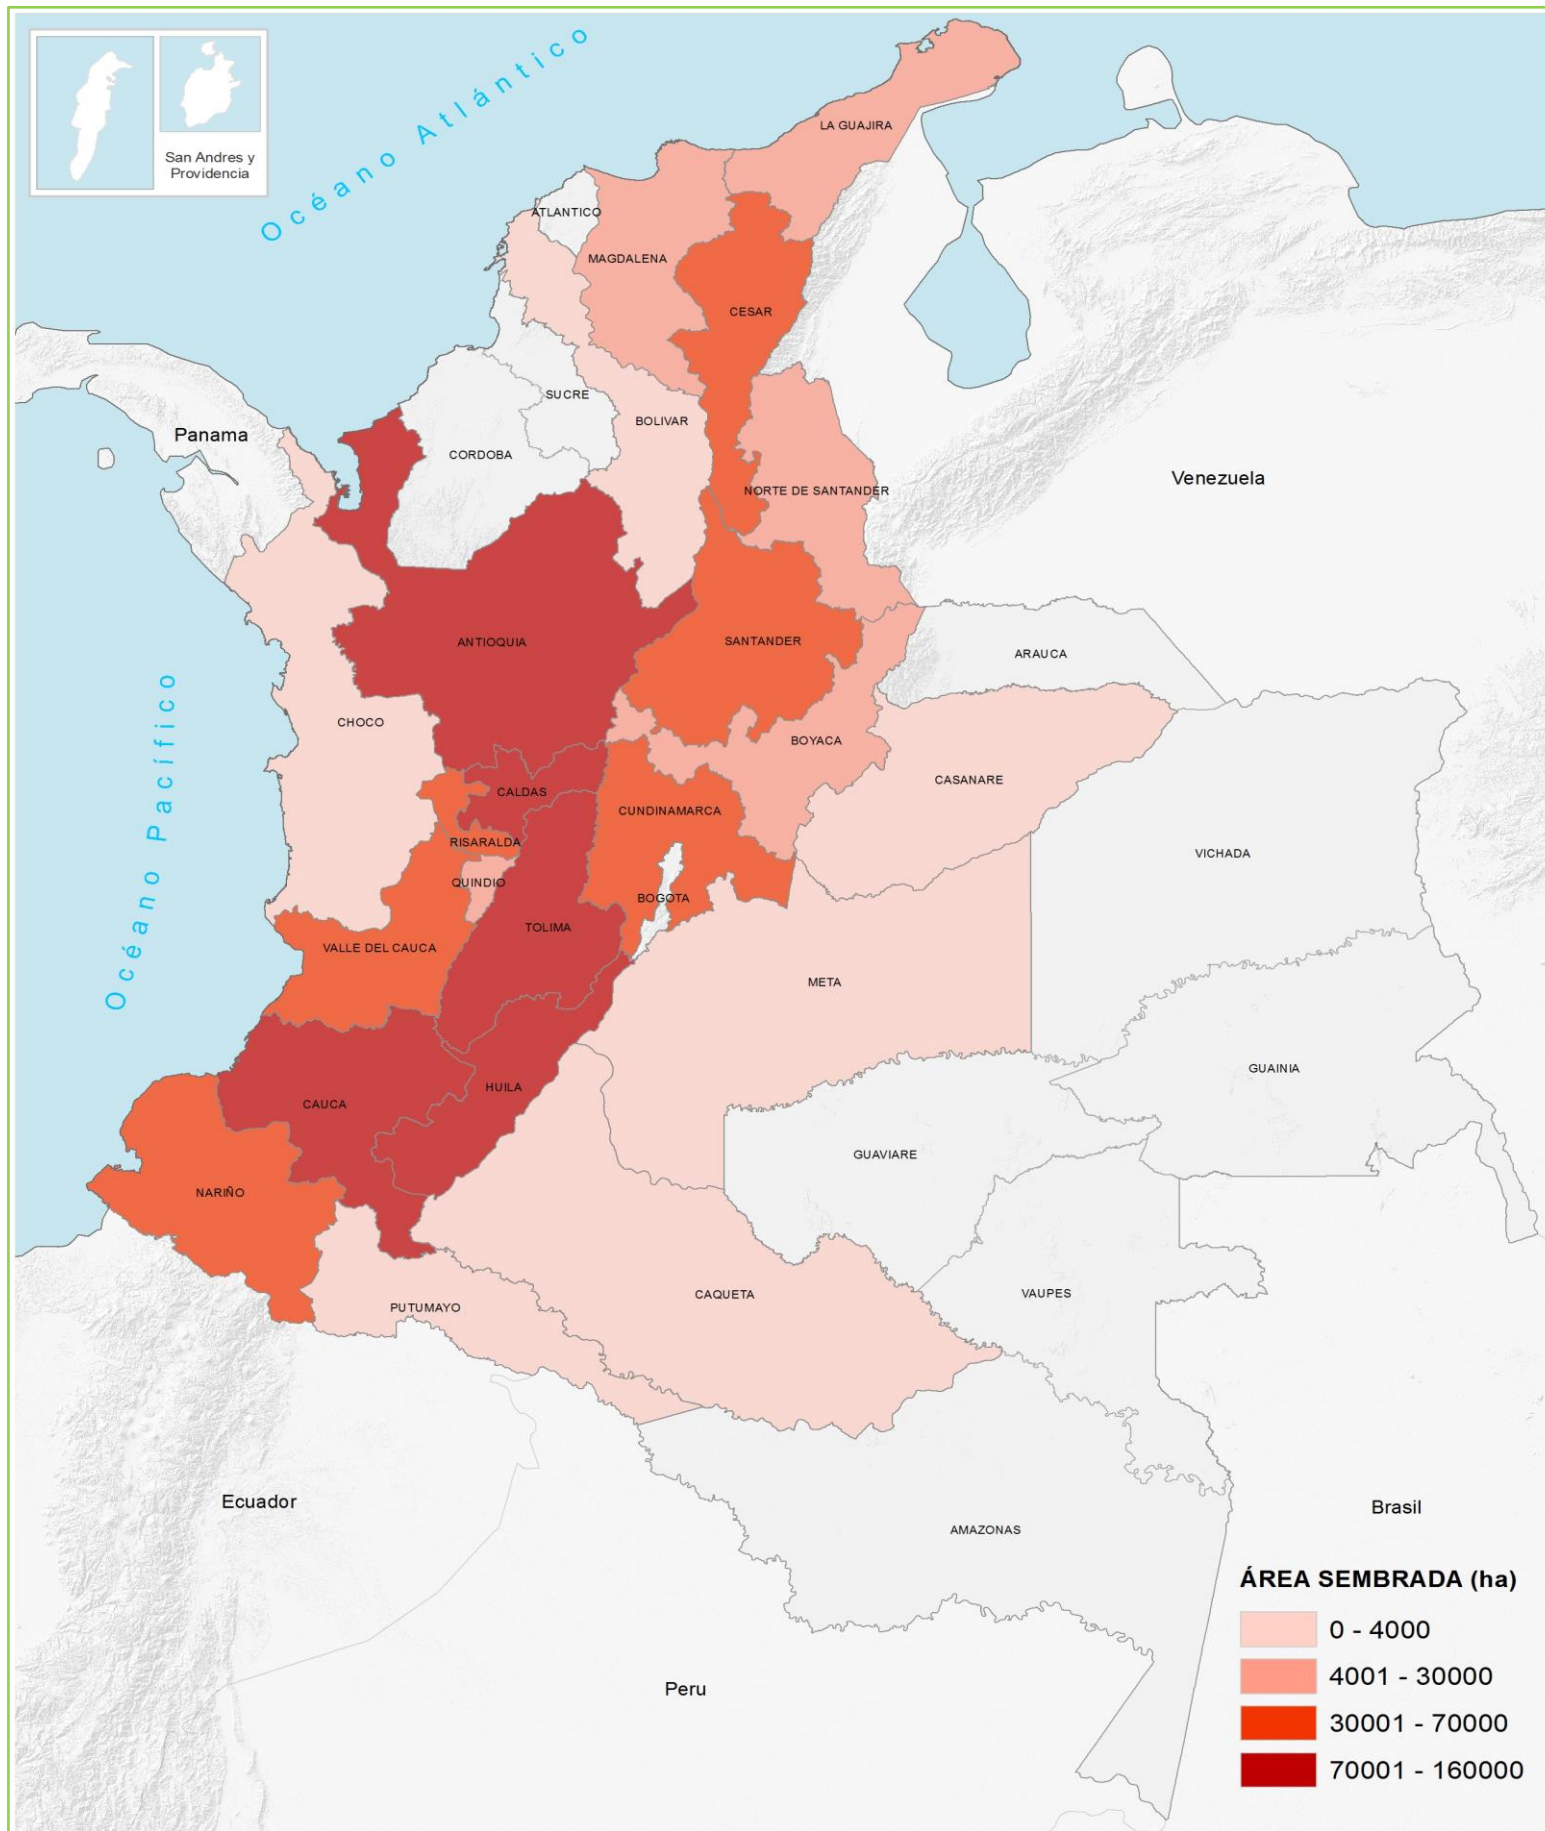 San Andres y
Providencia
Océano Atlántico
LA GUAJIRA
ATLANTICO
MAGDALENA
CESAR
SUCRE
BOLIVAR
Panama
CORDOBA
Venezuela
NORTE DE SANTANDER
ANTIOQUIA
SANTANDER
ARAUCA
Océano Pacífico
CHOCO
BOYACA
CASANARE
CALDAS
CUNDINAMARCA
RISARALDA
VICHADA
QUINDIO
BOGOTA
TOLIMA
VALLE DEL CAUCA
META
GUAINIA
HUILA
CAUCA
GUAVIARE
NARIÑO
VAUPES
CAQUETA
PUTUMAYO
Ecuador
Brasil
AMAZONAS
Peru
ÁREA SEMBRADA (ha)
0 - 4000
4001 - 30000
30001 - 70000
70001 - 160000